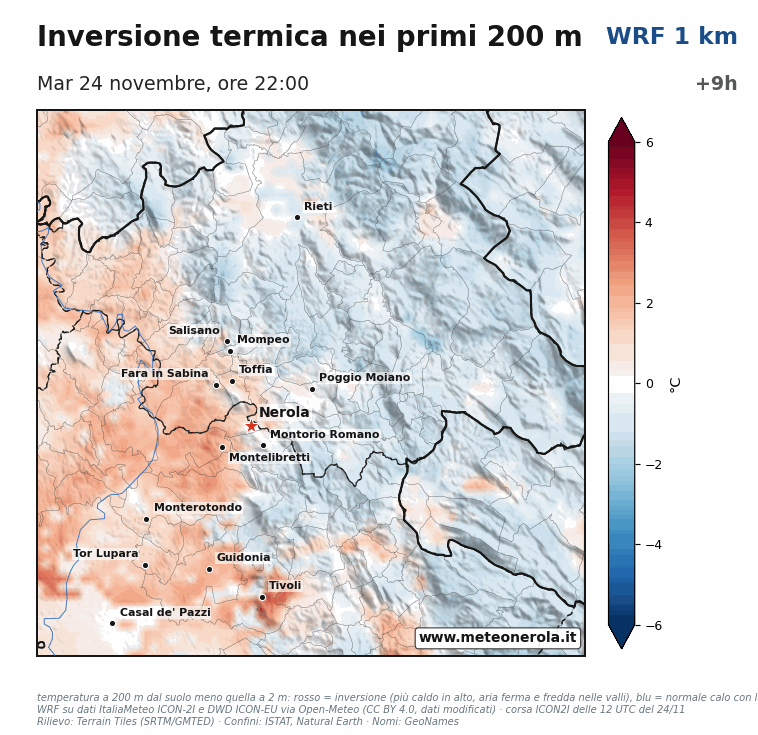 Inversione termica nei primi 200 m WRF 1 km
Mar 24 novembre, ore 22:00 +9h
Rieti
Salisano
Mompeo
Fara in Sabina
Toffia
Poggio Moiano
Nerola
Montorio Romano
Montelibretti
Monterotondo
Tor Lupara
Guidonia
Tivoli
Casal de' Pazzi
www.meteonerola.it
6
4
2
0
−2
−4
−6
°C
temperatura a 200 m dal suolo meno quella a 2 m: rosso = inversione (più caldo in alto, aria ferma e fredda nelle valli), blu = normale calo con l
WRF su dati ItaliaMeteo ICON-2I e DWD ICON-EU via Open-Meteo (CC BY 4.0, dati modificati) · corsa ICON2I delle 12 UTC del 24/11
Rilievo: Terrain Tiles (SRTM/GMTED) · Confini: ISTAT, Natural Earth · Nomi: GeoNames